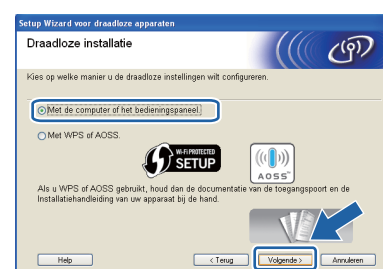 Setup Wizard voor draadloze apparaten
Draadloze installatie
Kies op welke manier u de draadloze instellingen wilt configureren.
Met de computer of het bedieningspaneel.
Met WPS of AOSS.
Wi-Fi PROTECTED
SETUP
AOSS™
Als u WPS of AOSS gebruikt, houd dan de documentatie van de toegangspoort en de
Installatiehandleiding van uw apparaat bij de hand.
Help
< Terug
Volgende >
Annuleren